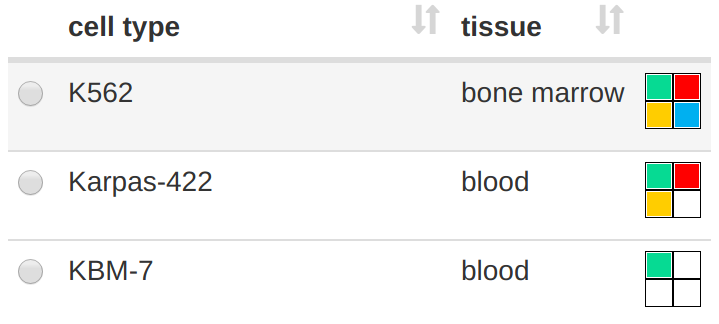 cell type tissue
K562 bone marrow
Karpas-422 blood
KBM-7 blood